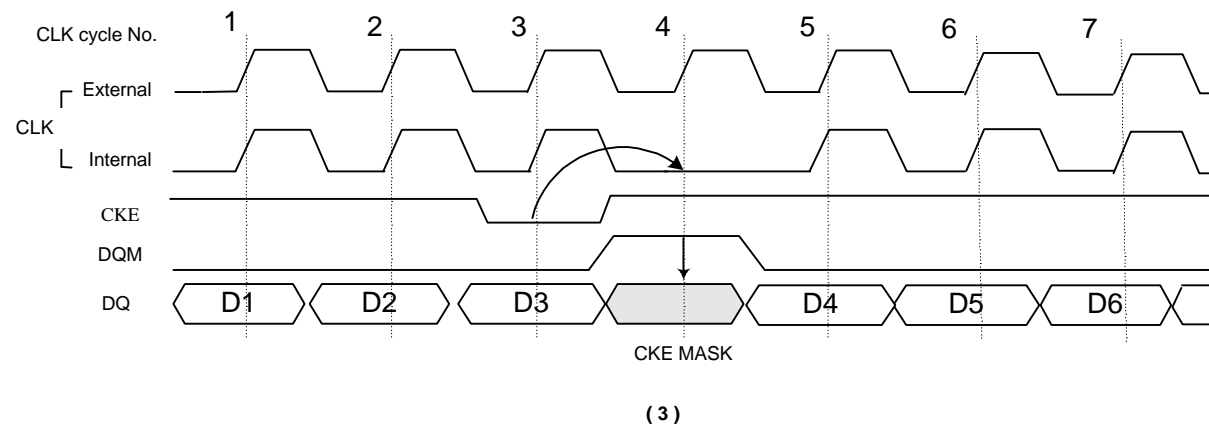 1 2 3 4 5 6 7
CLK cycle No.
External
CLK
Internal
CKE
DQM
DQ D1 D2 D3 D4 D5 D6
CKE MASK
( 3 )